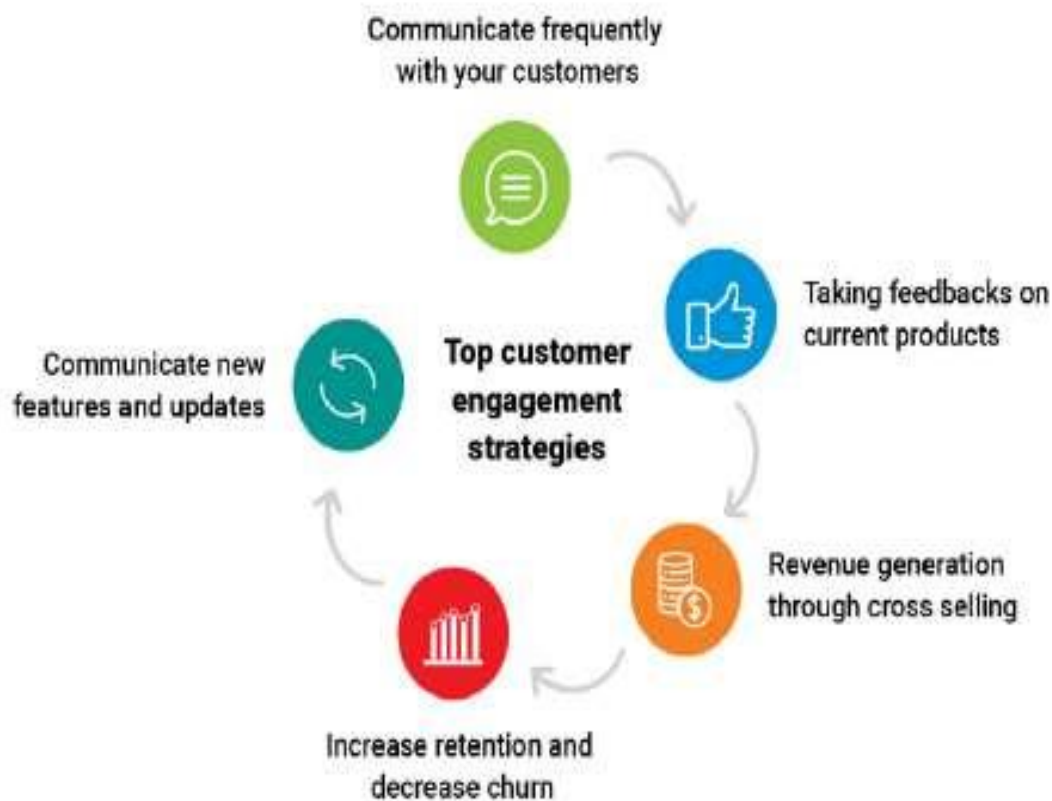 Communicate frequently
with your customers
Taking feedbacks on
current products
Revenue generation
through cross selling
Increase retention and
decrease churn
Communicate new
features and updates
Top customer
engagement
strategies
$